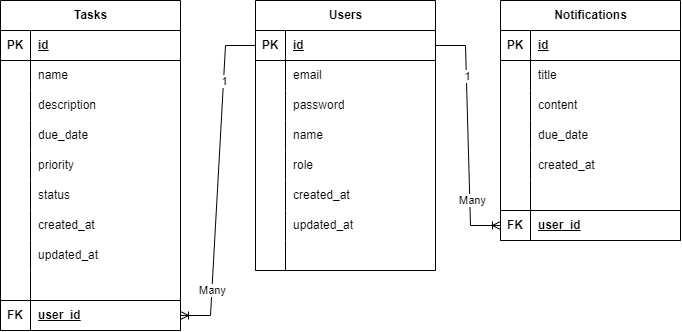 Tasks
PK id
name
description
due_date
priority
status
created_at
updated_at
FK user_id
1
Many
Users
PK id
email
password
name
role
created_at
updated_at
1
Many
Notifications
PK id
title
content
due_date
created_at
FK user_id